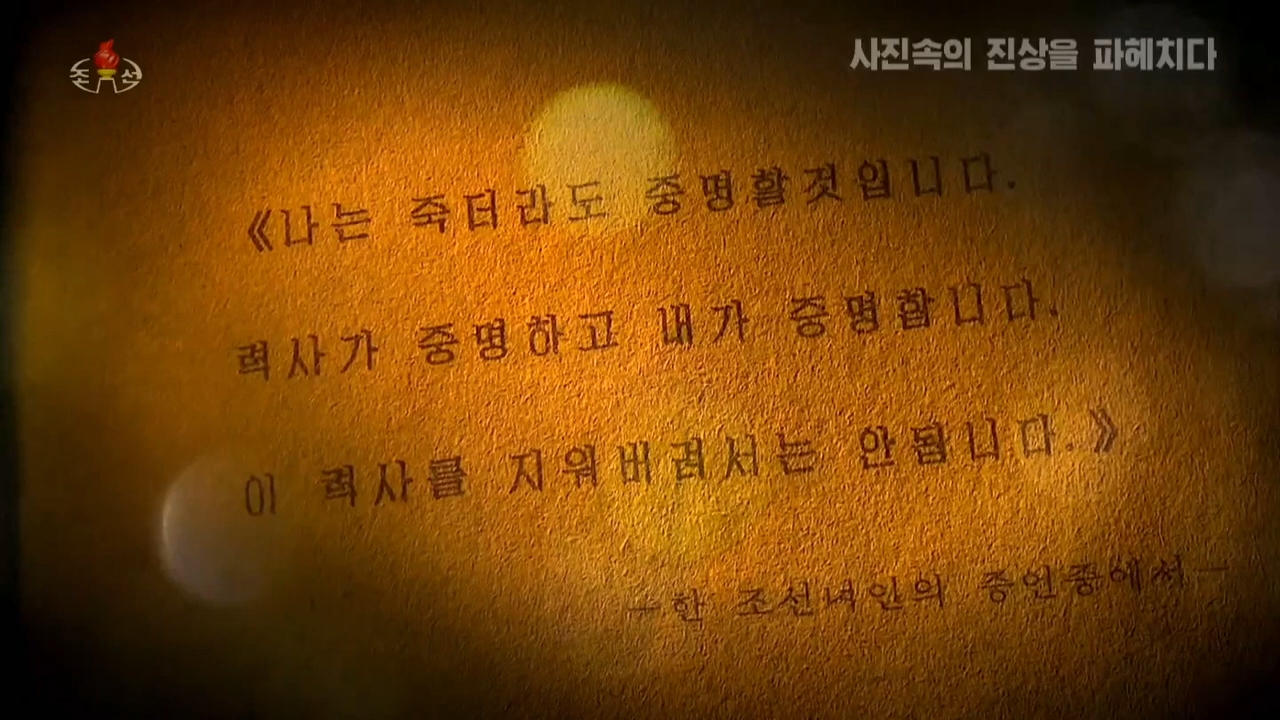 조선
사진속의 진상을 파헤치다
《나는 죽더라도 증명할것입니다.
력사가 증명하고 내가 증명합니다.
이 력사를 지워버려서는 안됩니다.》
－한 조선녀인의 증언중에서－